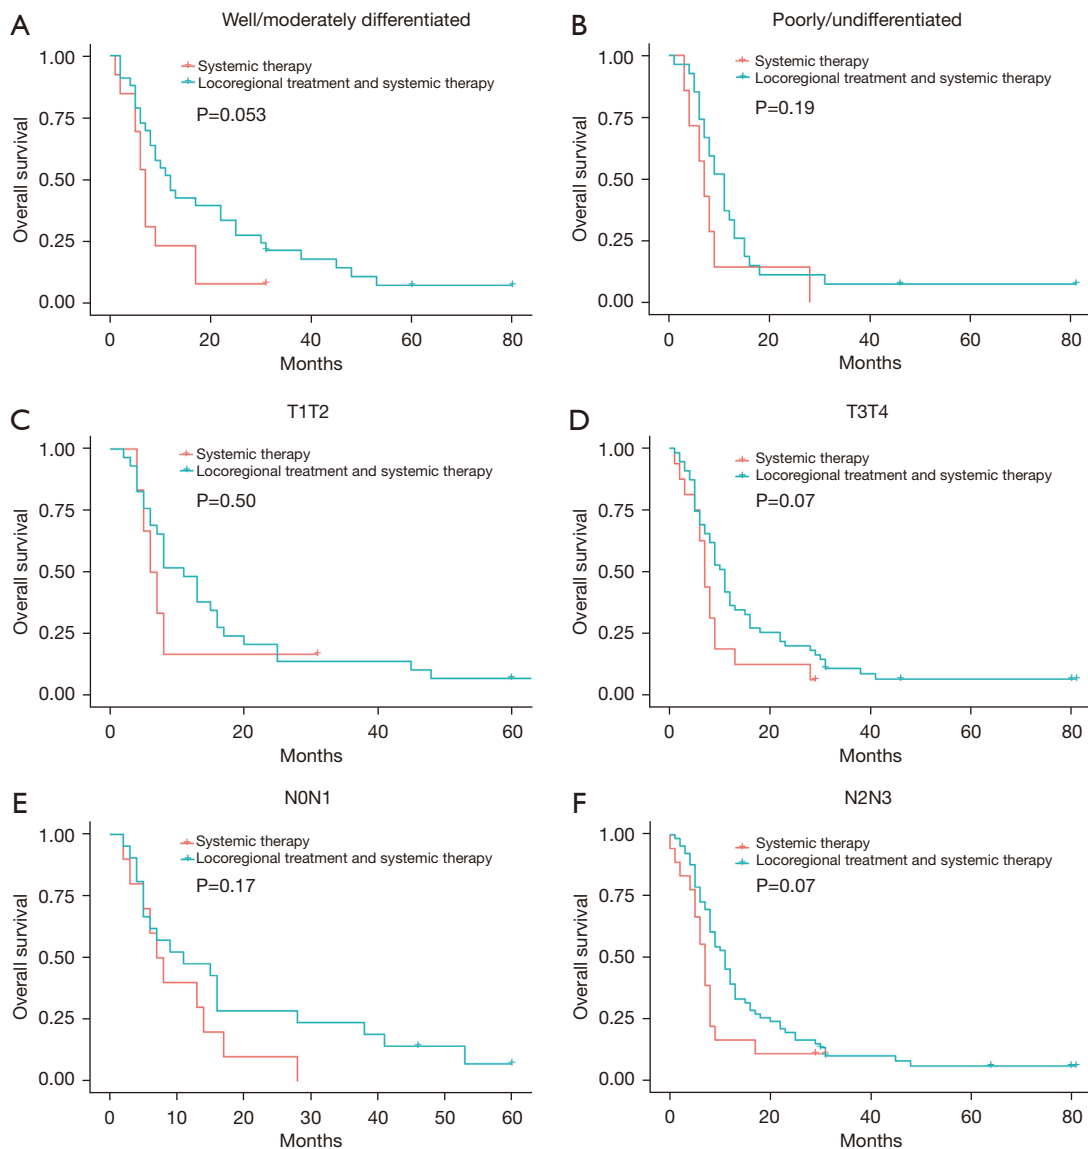 A
Well/moderately differentiated
Overall survival
1.00
0.75
0.50
0.25
0.00
Systemic therapy
Locoregional treatment and systemic therapy
P=0.053
0 20 40 60 80
Months
B
Poorly/undifferentiated
Overall survival
1.00
0.75
0.50
0.25
0.00
Systemic therapy
Locoregional treatment and systemic therapy
P=0.19
0 20 40 60 80
Months
C
T1T2
Overall survival
1.00
0.75
0.50
0.25
0.00
Systemic therapy
Locoregional treatment and systemic therapy
P=0.50
0 20 40 60
Months
D
T3T4
Overall survival
1.00
0.75
0.50
0.25
0.00
Systemic therapy
Locoregional treatment and systemic therapy
P=0.07
0 20 40 60 80
Months
E
N0N1
Overall survival
1.00
0.75
0.50
0.25
0.00
Systemic therapy
Locoregional treatment and systemic therapy
P=0.17
0 10 20 30 40 50 60
Months
F
N2N3
Overall survival
1.00
0.75
0.50
0.25
0.00
Systemic therapy
Locoregional treatment and systemic therapy
P=0.07
0 20 40 60 80
Months